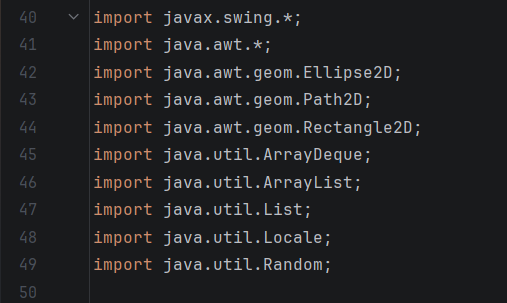 40 import javax.swing.*;
41 import java.awt.*;
42 import java.awt.geom.Ellipse2D;
43 import java.awt.geom.Path2D;
44 import java.awt.geom.Rectangle2D;
45 import java.util.ArrayDeque;
46 import java.util.ArrayList;
47 import java.util.List;
48 import java.util.Locale;
49 import java.util.Random;
50